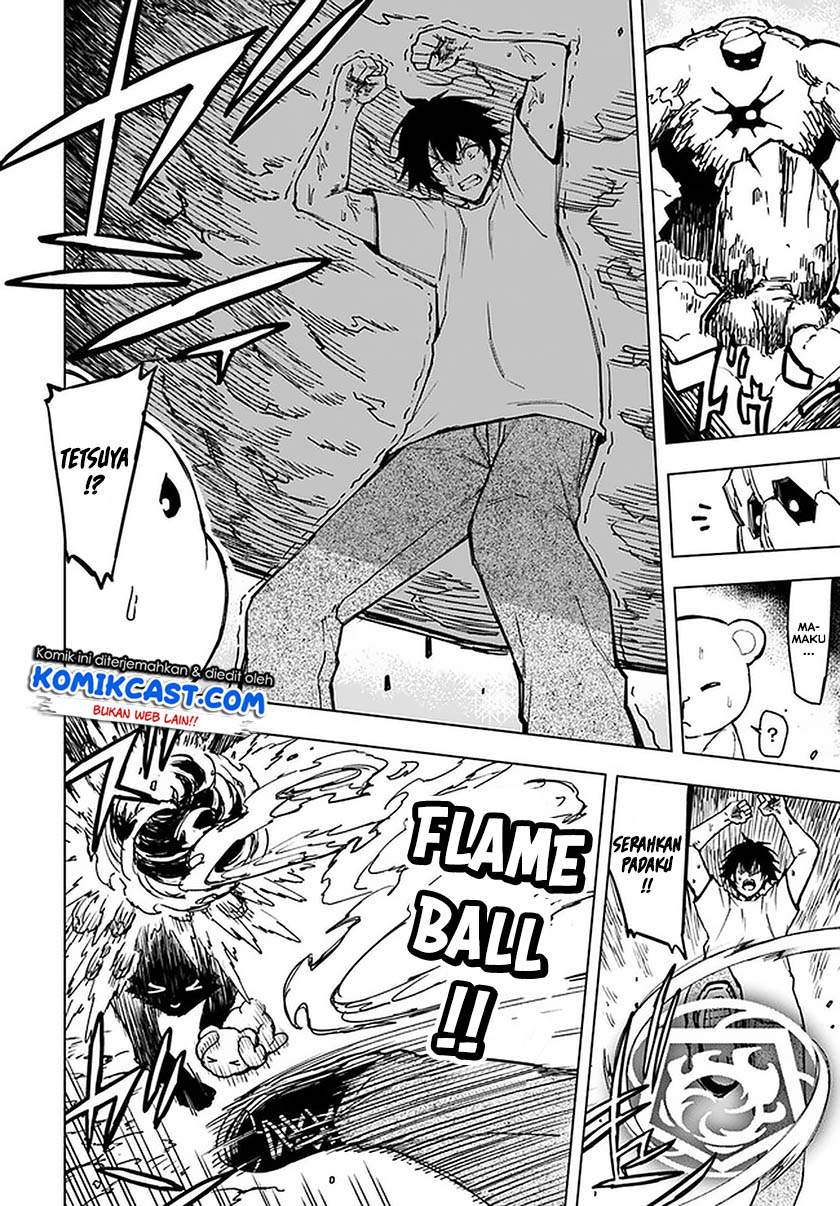 MA-
MAKU
...
?
TETSUYA
!?
Komik ini diterjemahkan & diedit oleh
KOMIKCAST.COM
BUKAN WEB LAIN!!
SERAHKAN
PADAKU
!!
FLAME
BALL
!!